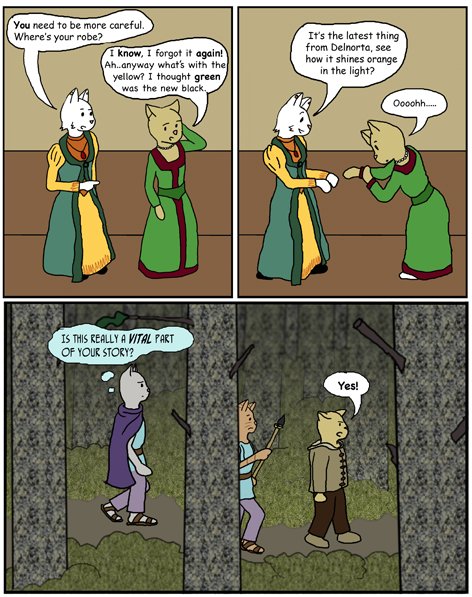 You need to be more careful.
Where's your robe?
I know, I forgot it again!
Ah..anyway what's with the
yellow? I thought green
was the new black.
It's the latest thing
from Delnorta, see
how it shines orange
in the light?
Oooohh.....
IS THIS REALLY A VITAL PART
OF YOUR STORY?
Yes!